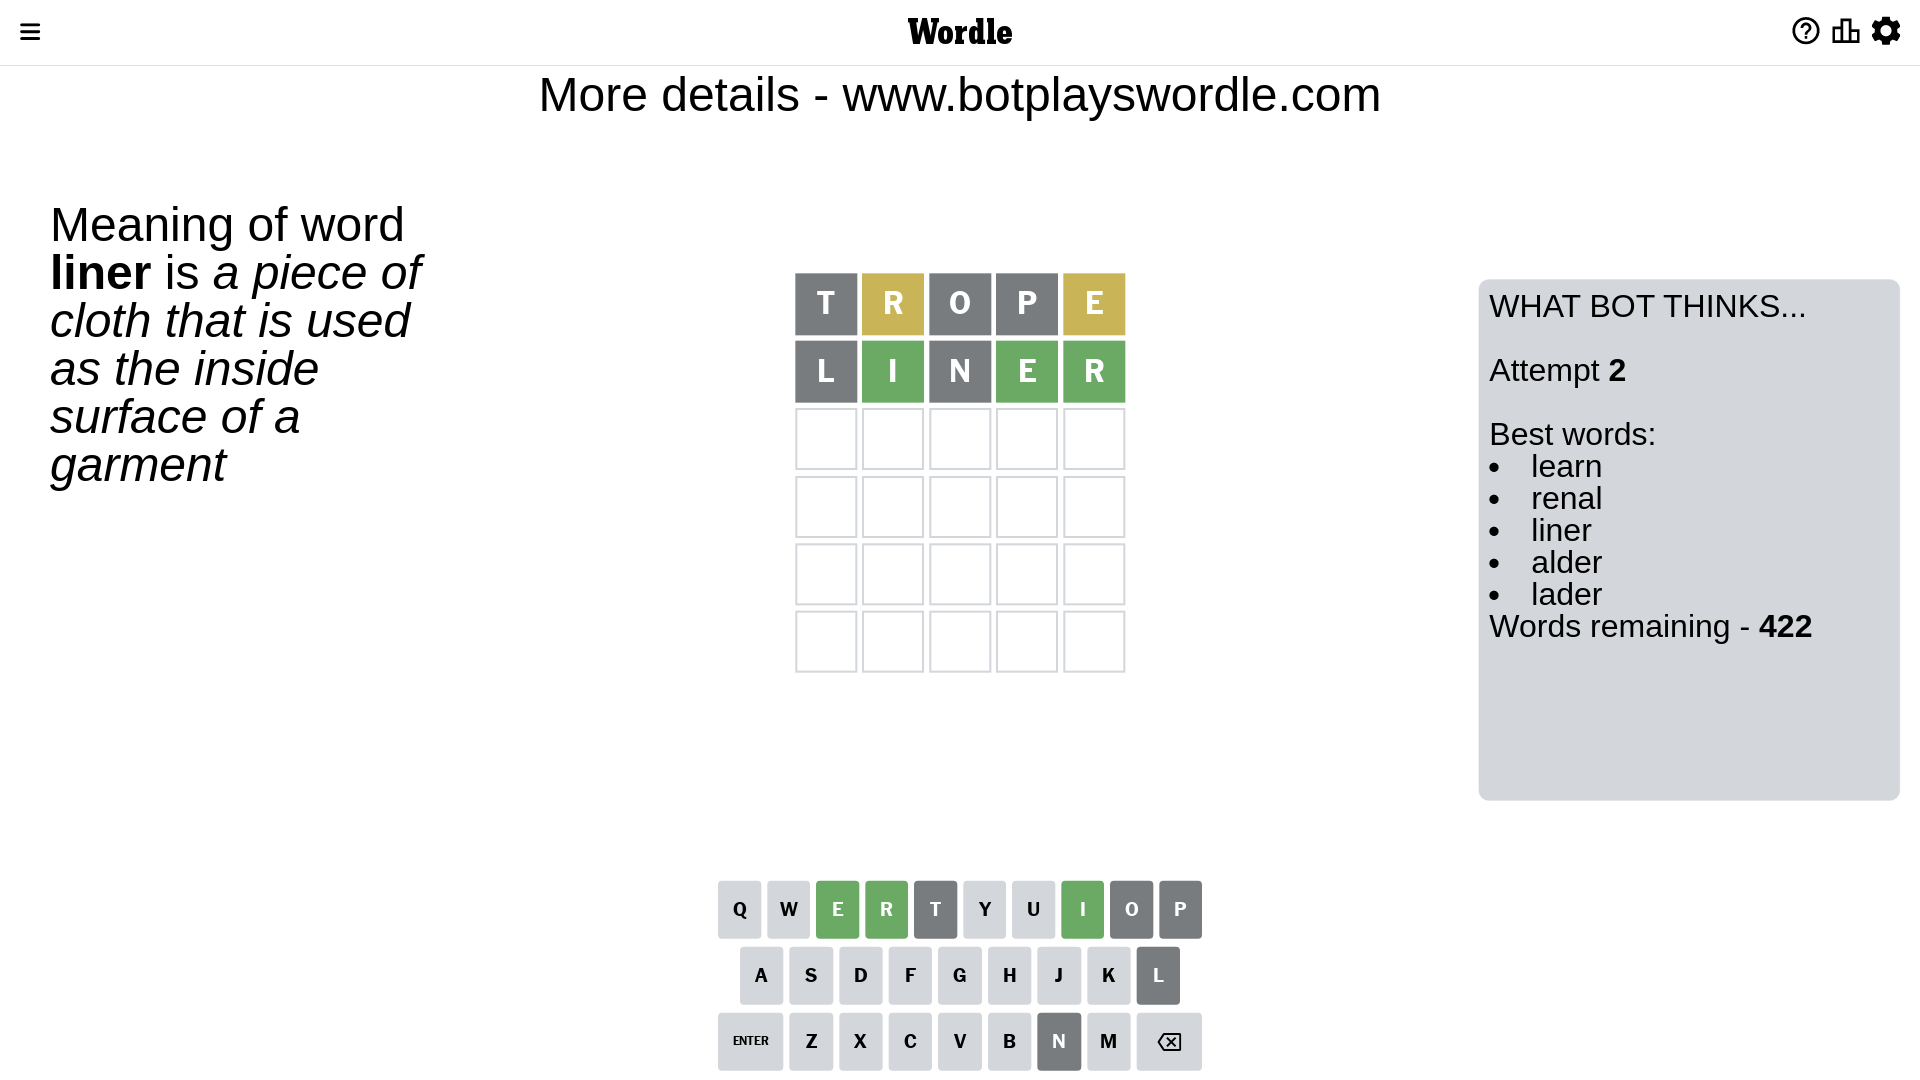 Wordle
More details - www.botplayswordle.com
Meaning of word
liner is a piece of
cloth that is used
as the inside
surface of a
garment
T R O P E
L I N E R
WHAT BOT THINKS...
Attempt 2
Best words:
• learn
• renal
• liner
• alder
• lader
Words remaining - 422
Q W E R T Y U I O P
A S D F G H J K L
ENTER Z X C V B N M